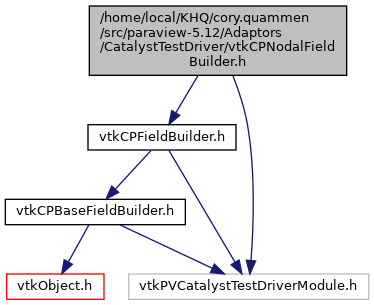 /home/local/KHQ/cory.quammen
/src/paraview-5.12/Adaptors
/CatalystTestDriver/vtkCPNodalField
Builder.h
vtkCPFieldBuilder.h
vtkCPBaseFieldBuilder.h
vtkObject.h
vtkPVCatalystTestDriverModule.h